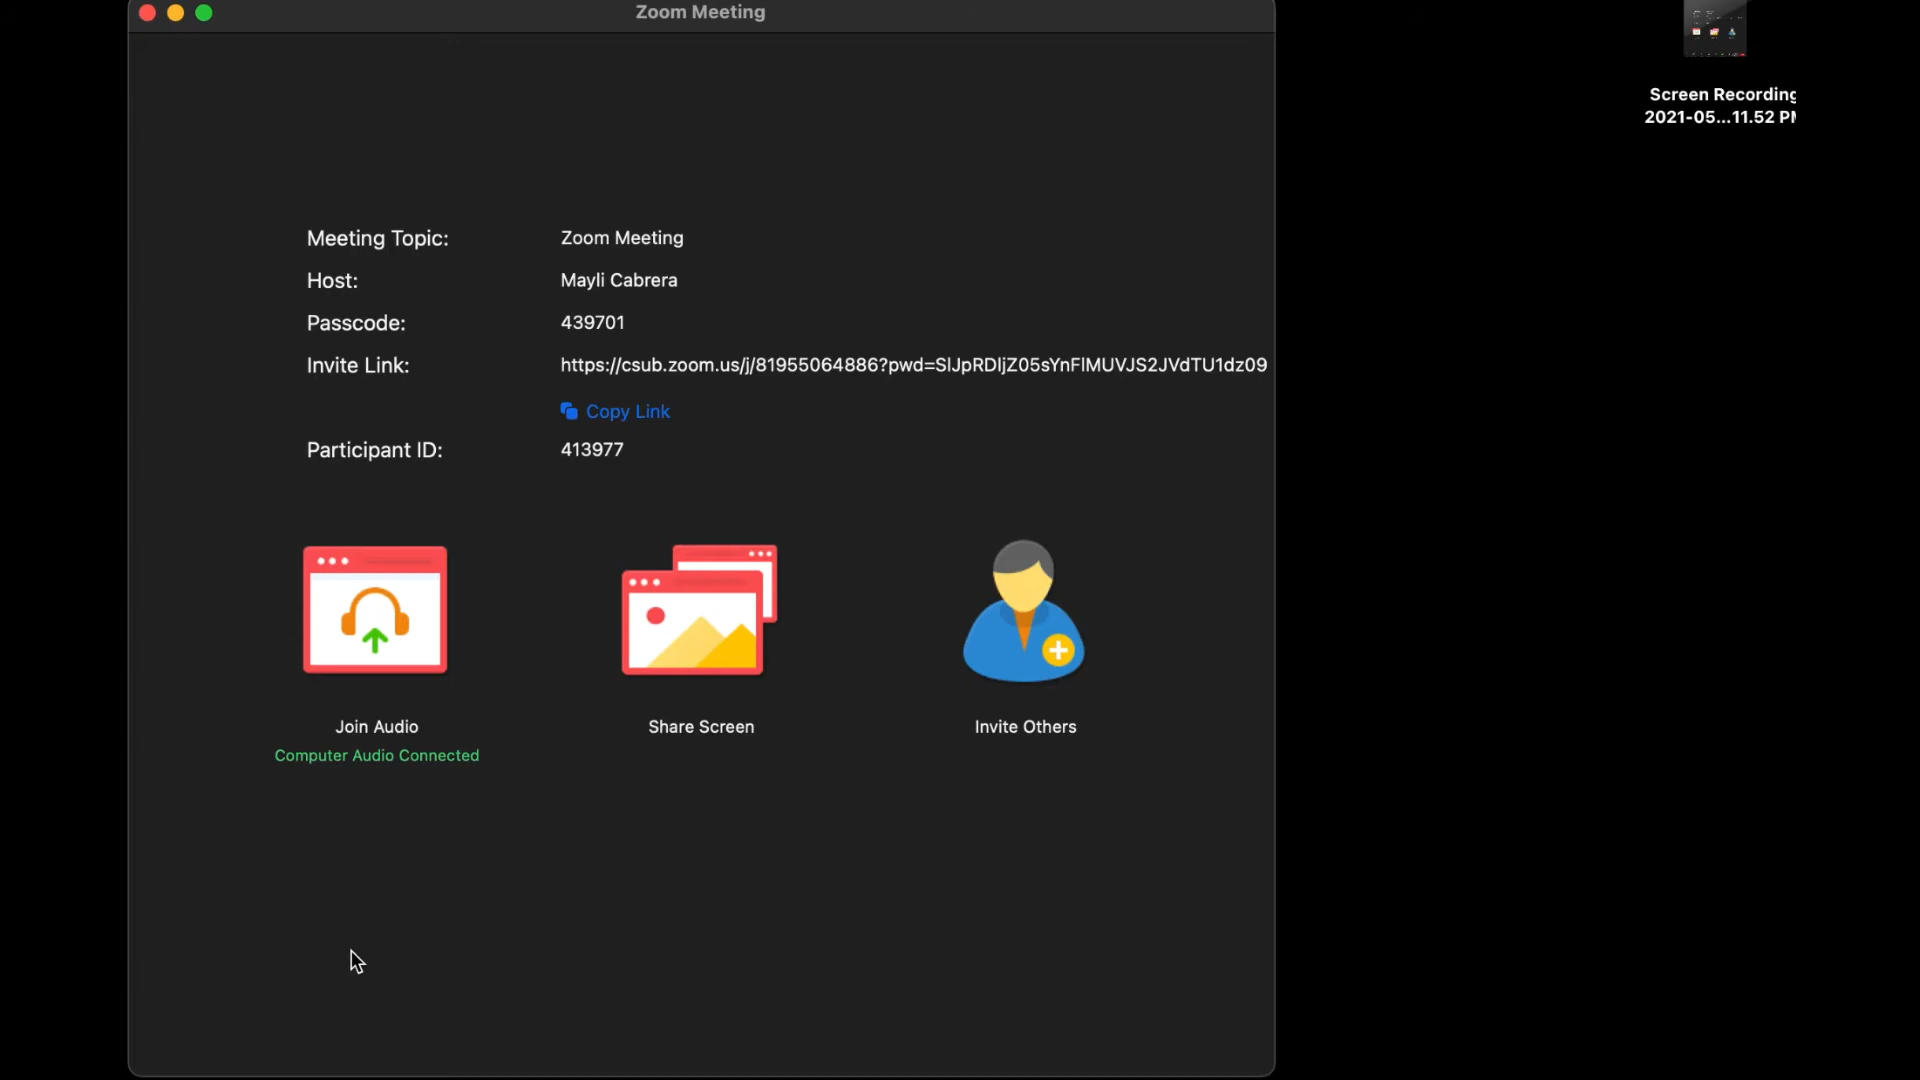 Zoom Meeting
Screen Recording
2021-05...11.52 PM
Meeting Topic: Zoom Meeting
Host: Mayli Cabrera
Passcode: 439701
Invite Link: https://csub.zoom.us/j/81955064886?pwd=SlJpRDljZ05sYnFlMUVJS2JVdTU1dz09
Copy Link
Participant ID: 413977
Join Audio
Share Screen
Invite Others
Computer Audio Connected